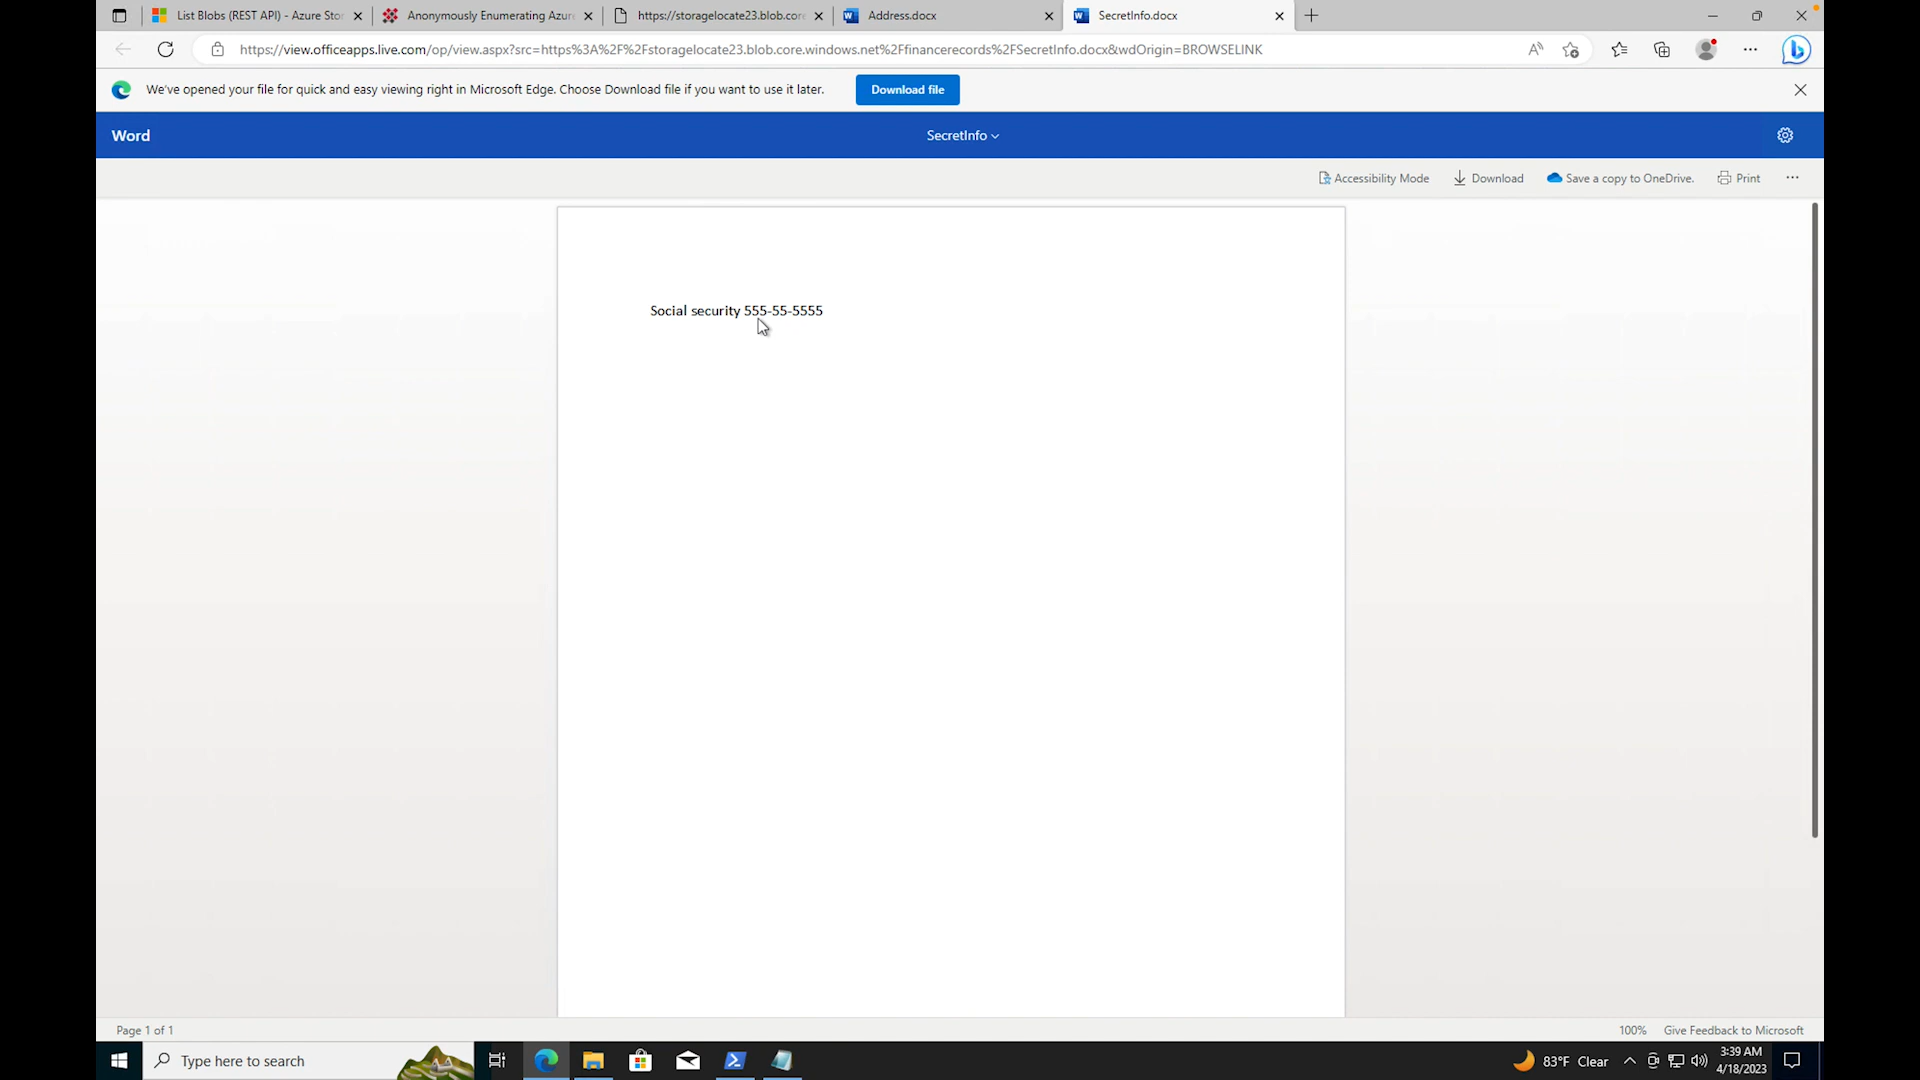 List Blobs (REST API) - Azure Stor
Anonymously Enumerating Azur
https://storagelocate23.blob.core
Address.docx
SecretInfo.docx
https://view.officeapps.live.com/op/view.aspx?src=https%3A%2F%2Fstoragelocate23.blob.core.windows.net%2Ffinancerecords%2FSecretInfo.docx&wdOrigin=BROWSELINK
We've opened your file for quick and easy viewing right in Microsoft Edge. Choose Download file if you want to use it later.
Download file
Word
SecretInfo
Accessibility Mode
Download
Save a copy to OneDrive.
Print
Social security 555-55-5555
Page 1 of 1
100%
Give Feedback to Microsoft
Type here to search
83°F Clear
3:39 AM
4/18/2023